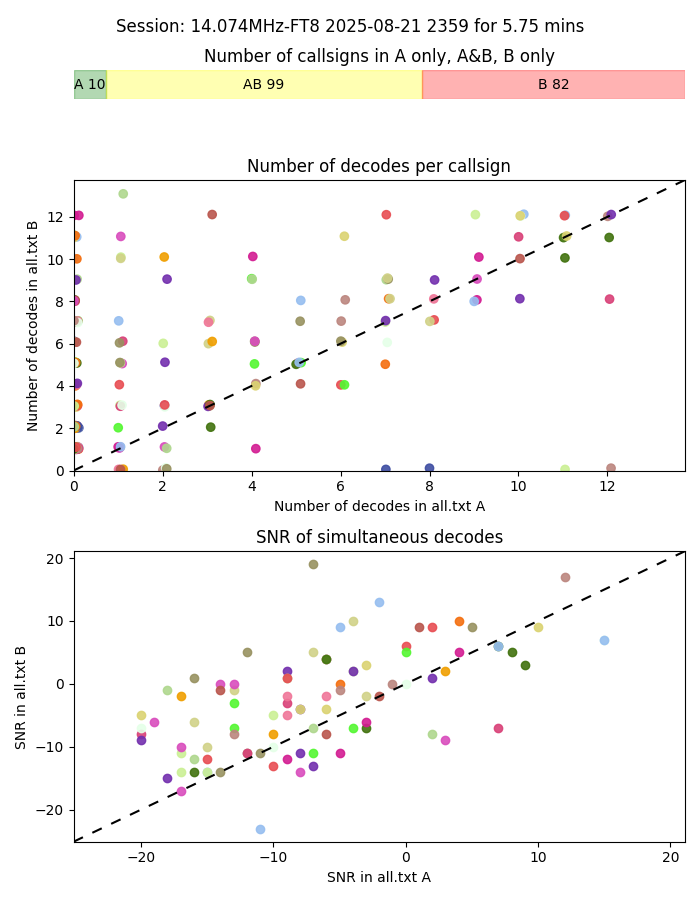 Session: 14.074MHz-FT8 2025-08-21 2359 for 5.75 mins
Number of callsigns in A only, A&B, B only
A 10 AB 99 B 82
Number of decodes per callsign
Number of decodes in all.txt B
12
10
8
6
4
2
0
0 2 4 6 8 10 12
Number of decodes in all.txt A
SNR of simultaneous decodes
SNR in all.txt B
20
10
0
−10
−20
−20 −10 0 10 20
SNR in all.txt A